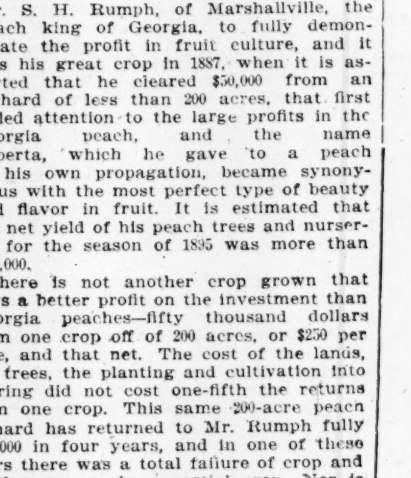 . S. H. Rumph, of Marshallville, the
ach king of Georgia, to fully demon-
ate the profit in fruit culture, and it
s his great crop in 1887, when it is as-
rted that he cleared $50,000 from an
hard of less than 200 acres, that first
led attention to the large profits in the
orgia peach, and the name
berta, which he gave to a peach
his own propagation, became synony-
us with the most perfect type of beauty
d flavor in fruit. It is estimated that
net yield of his peach trees and nurser-
for the season of 1895 was more than
,000.
here is not another crop grown that
s a better profit on the investment than
orgia peaches—fifty thousand dollars
m one crop off of 200 acres, or $250 per
e, and that net. The cost of the lands,
trees, the planting and cultivation into
ring did not cost one-fifth the returns
m one crop. This same 200-acre peach
hard has returned to Mr. Rumph fully
000 in four years, and in one of these
rs there was a total failure of crop and